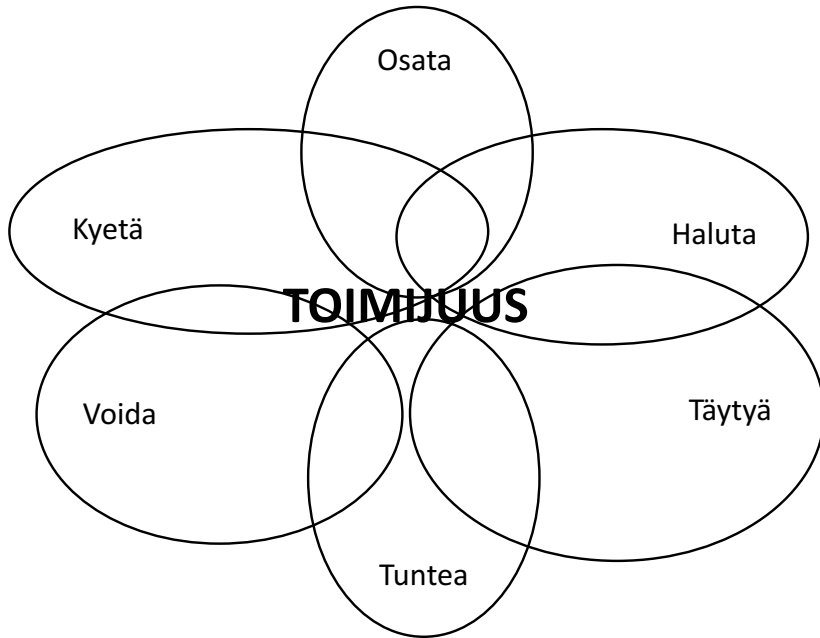 Osata
Kyetä
Haluta
TOIMIJUUS
Voida
Täytyä
Tuntea